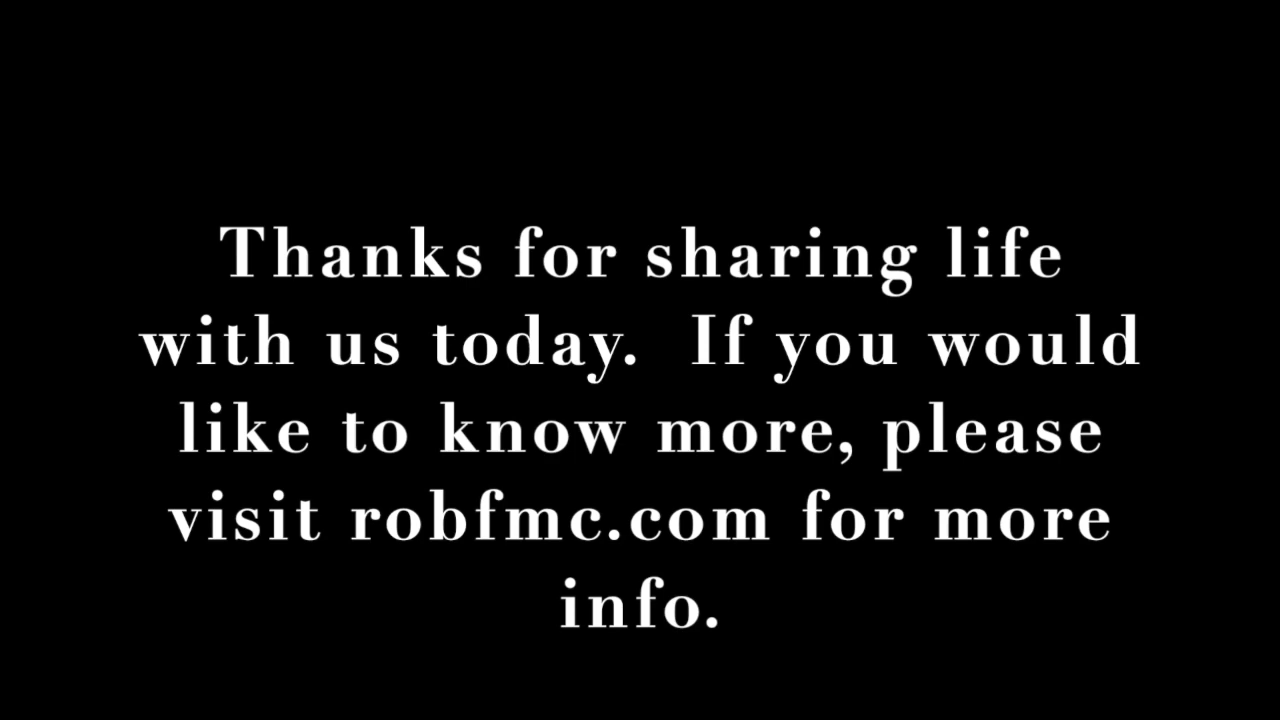 Thanks for sharing life
with us today.  If you would
like to know more, please
visit robfmc.com for more
info.